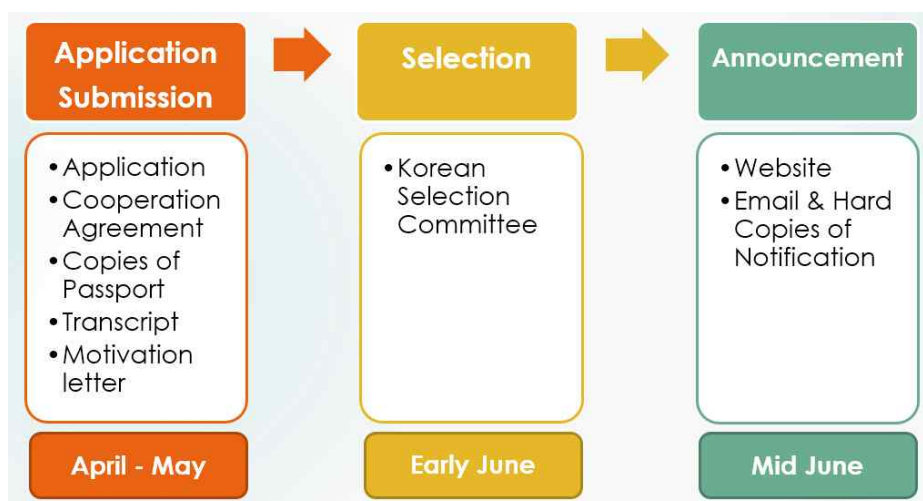 Application
Submission
• Application
• Cooperation
Agreement
• Copies of
Passport
• Transcript
• Motivation
letter
April - May
Selection
• Korean
Selection
Committee
Early June
Announcement
• Website
• Email & Hard
Copies of
Notification
Mid June